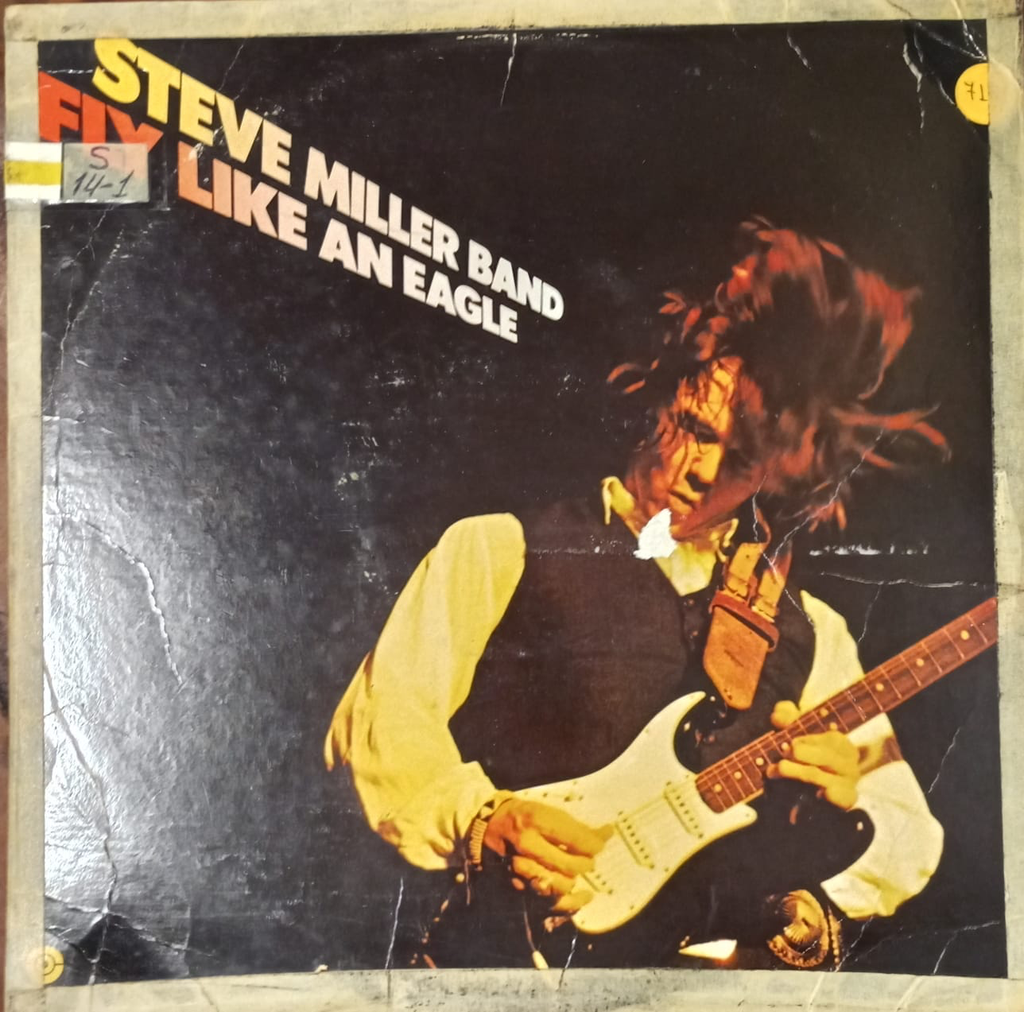 STEVE MILLER BAND
FLY LIKE AN EAGLE
S
14-1
71